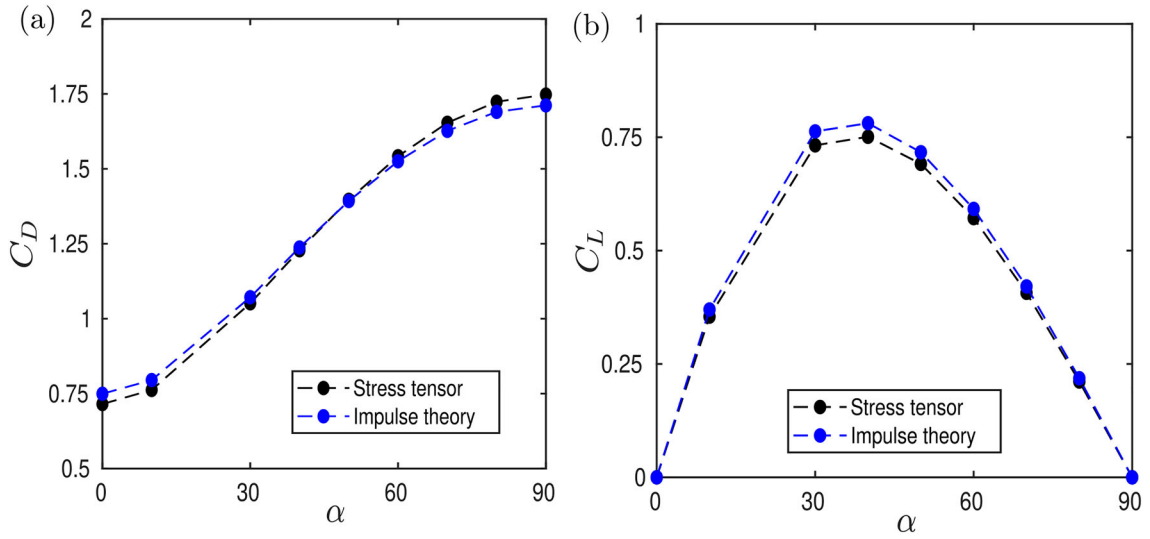 (a)
2
1.75
1.5
1.25
1
0.75
0.5
C_D
0 30 60 90
α
Stress tensor
Impulse theory
(b)
1
0.75
0.5
0.25
0
C_L
0 30 60 90
α
Stress tensor
Impulse theory